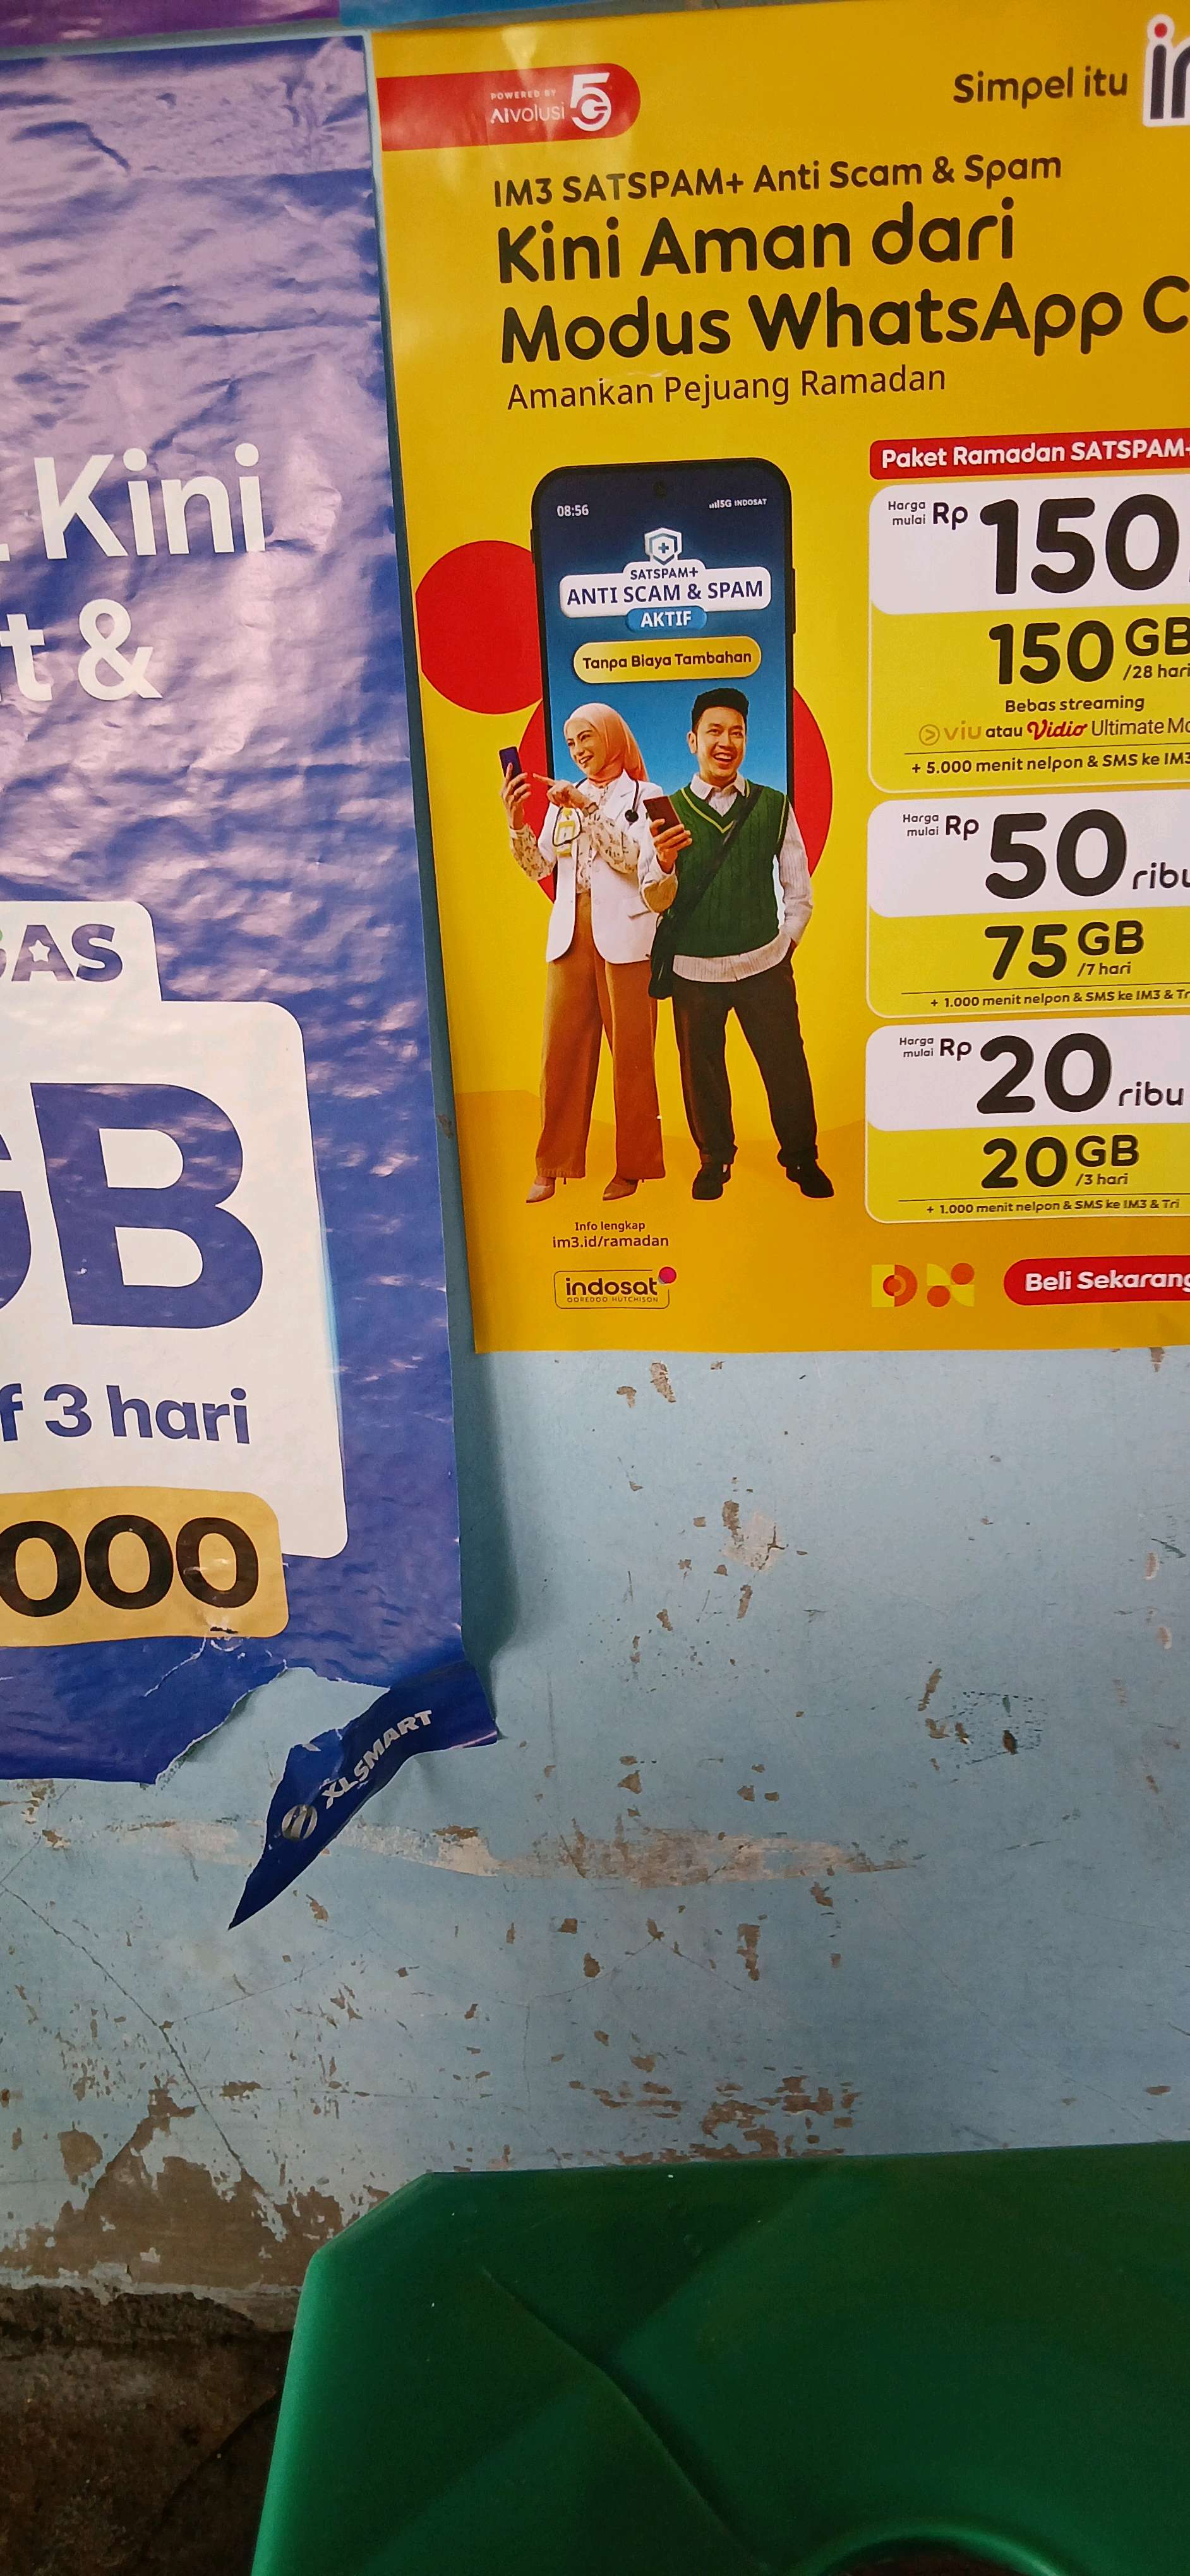 Kini
&
GAS
GB
3 hari
000
XLSMART
POWERED BY
AIvolusi 5G
Simpel itu
IM3 SATSPAM+ Anti Scam & Spam
Kini Aman dari
Modus WhatsApp C
Amankan Pejuang Ramadan
08:56
5G INDOSAT
SATSPAM+
ANTI SCAM & SPAM
AKTIF
Tanpa Biaya Tambahan
Info lengkap
im3.id/ramadan
indosat
OOREDOO HUTCHISON
Paket Ramadan SATSPAM+
Harga mulai Rp 150
150 GB
/28 hari
Bebas streaming
viu atau Vidio Ultimate
+ 5.000 menit nelpon & SMS ke IM3
Harga mulai Rp 50 ribu
75 GB
/7 hari
+ 1.000 menit nelpon & SMS ke IM3 & Tri
Harga mulai Rp 20 ribu
20 GB
/3 hari
+ 1.000 menit nelpon & SMS ke IM3 & Tri
Beli Sekarang